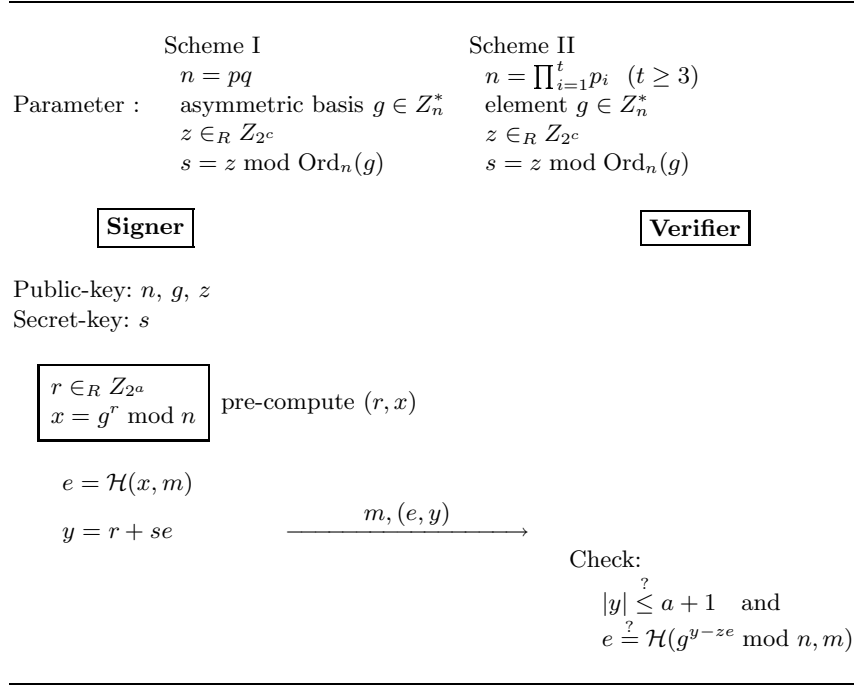 Scheme I Scheme II
n = pq n = ∏_{i=1}^{t} p_i (t ≥ 3)
Parameter : asymmetric basis g ∈ Z_n^* element g ∈ Z_n^*
z ∈_R Z_{2^c} z ∈_R Z_{2^c}
s = z mod Ord_n(g) s = z mod Ord_n(g)
Signer Verifier
Public-key: n, g, z
Secret-key: s
r ∈_R Z_{2^a}
x = g^r mod n pre-compute (r, x)
e = ℋ(x, m)
y = r + se m, (e, y)
Check:
|y| ≤^? a + 1 and
e =^? ℋ(g^{y−ze} mod n, m)